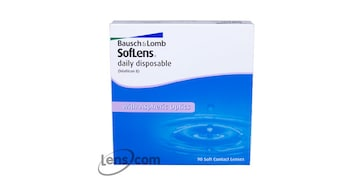 Bausch & Lomb
SofLens®
daily disposable
(hilafilcon B)
with Aspheric Optics
90 Soft Contact Lenses
Lens.com